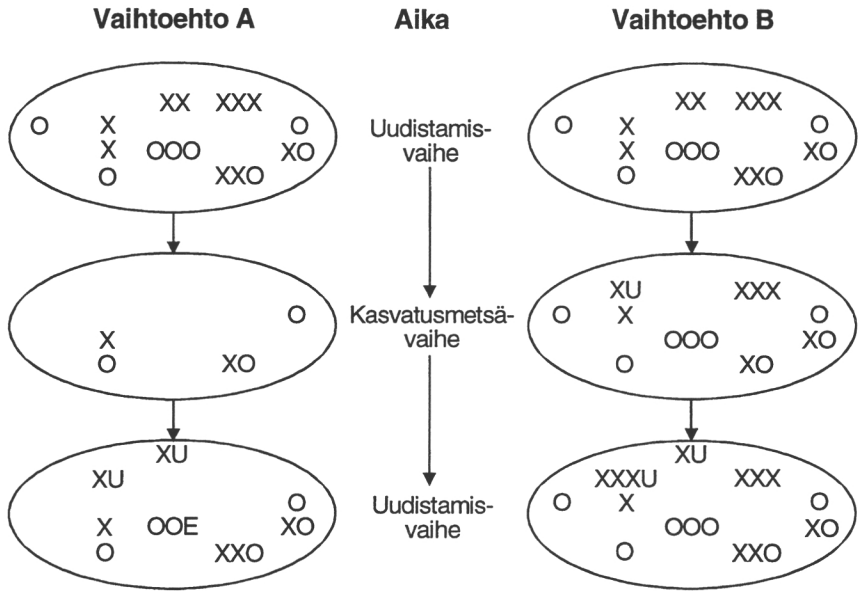 Vaihtoehto A Aika Vaihtoehto B
XX XXX
O X O
X OOO XO
O XXO
Uudistamis-
vaihe
XX XXX
O X O
X OOO XO
O XXO
O
X
O XO
Kasvatusmetsä-
vaihe
XU XXX
O X O
OOO XO
O XO
XU
XU
O
X OOE XO
O XXO
Uudistamis-
vaihe
XU
XXXU XXX
O X O
OOO XO
O XXO